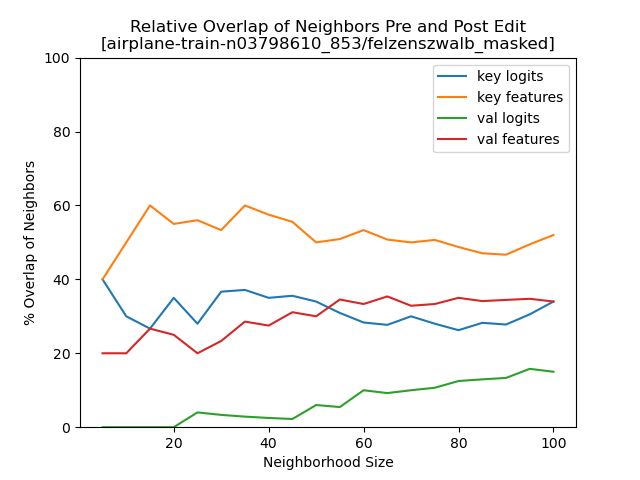 Relative Overlap of Neighbors Pre and Post Edit
[airplane-train-n03798610_853/felzenszwalb_masked]
100
80
60
40
20
0
% Overlap of Neighbors
key logits
key features
val logits
val features
20
40
60
80
100
Neighborhood Size